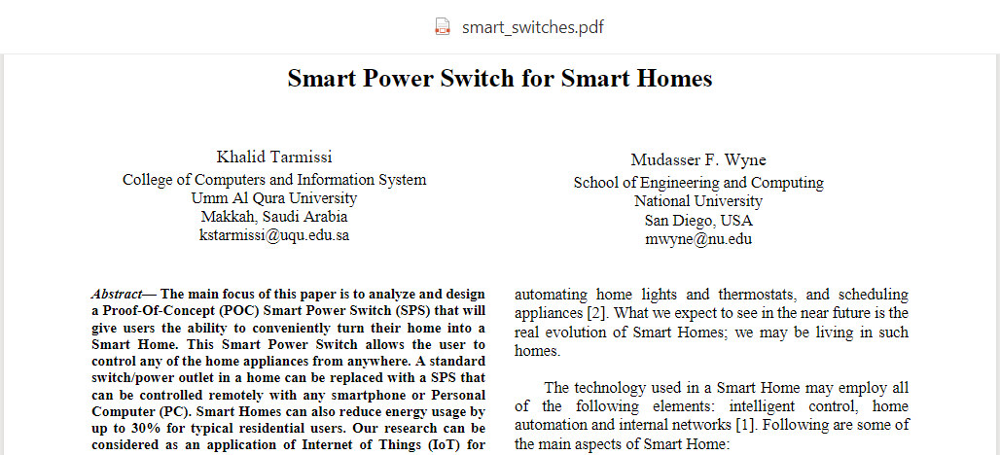 smart_switches.pdf
Smart Power Switch for Smart Homes
Khalid Tarmissi
College of Computers and Information System
Umm Al Qura University
Makkah, Saudi Arabia
kstarmissi@uqu.edu.sa
Mudasser F. Wyne
School of Engineering and Computing
National University
San Diego, USA
mwyne@nu.edu
Abstract— The main focus of this paper is to analyze and design
a Proof-Of-Concept (POC) Smart Power Switch (SPS) that will
give users the ability to conveniently turn their home into a
Smart Home. This Smart Power Switch allows the user to
control any of the home appliances from anywhere. A standard
switch/power outlet in a home can be replaced with a SPS that
can be controlled remotely with any smartphone or Personal
Computer (PC). Smart Homes can also reduce energy usage by
up to 30% for typical residential users. Our research can be
considered as an application of Internet of Things (IoT) for
automating home lights and thermostats, and scheduling
appliances [2]. What we expect to see in the near future is the
real evolution of Smart Homes; we may be living in such
homes.
The technology used in a Smart Home may employ all
of the following elements: intelligent control, home
automation and internal networks [1]. Following are some of
the main aspects of Smart Home: